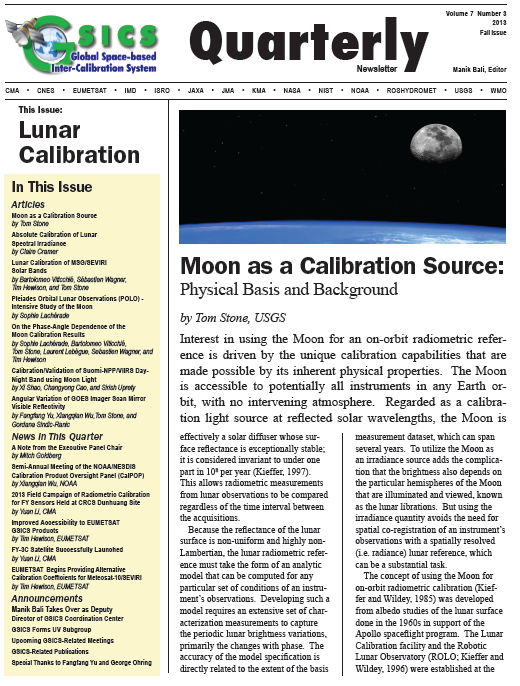 GSICS
Global Space-based
Inter-Calibration System
Quarterly
Newsletter
Volume 7 Number 3
2013
Fall Issue
Manik Bali, Editor
CMA • CNES • EUMETSAT • IMD • ISRO • JAXA • JMA • KMA • NASA • NIST • NOAA • ROSHYDROMET • USGS • WMO
This Issue:
Lunar
Calibration
In This Issue
Articles
Moon as a Calibration Source
by Tom Stone
Absolute Calibration of Lunar
Spectral Irradiance
by Claire Cramer
Lunar Calibration of MSG/SEVIRI
Solar Bands
by Bartolomeo Viticchiè, Sébastien Wagner,
Tim Hewison, and Tom Stone
Pleiades Orbital Lunar Observations (POLO) -
Intensive Study of the Moon
by Sophie Lachérade
On the Phase-Angle Dependence of the
Moon Calibration Results
by Sophie Lachérade, Bartolomeo Viticchiè,
Tom Stone, Laurent Lebègue, Sebastien Wagner, and
Tim Hewison
Calibration/Validation of Suomi-NPP/VIIRS Day-
Night Band using Moon Light
by Xi Shao, Changyong Cao, and Sirish Uprety
Angular Variation of GOES Imager Scan Mirror
Visible Reflectivity
by Fangfang Yu, Xiangqian Wu, Tom Stone, and
Gordana Sindic-Ranic
News In This Quarter
A Note from the Executive Panel Chair
by Mitch Goldberg
Semi-Annual Meeting of the NOAA/NESDIS
Calibration Product Oversight Panel (CalPOP)
by Xiangqian Wu, NOAA
2013 Field Campaign of Radiometric Calibration
for FY Sensors Held at CRCS Dunhuang Site
by Yuan Li, CMA
Improved Accessibility to EUMETSAT
GSICS Products
by Tim Hewison, EUMETSAT
FY-3C Satellite Successfully Launched
by Yuan Li, CMA
EUMETSAT Begins Providing Alternative
Calibration Coefficients for Meteosat-10/SEVIRI
by Tim Hewison, EUMETSAT
Announcements
Manik Bali Takes Over as Deputy
Director of GSICS Coordination Center
GSICS Forms UV Subgroup
Upcoming GSICS-Related Meetings
GSICS-Related Publications
Special Thanks to Fangfang Yu and George Ohring
Moon as a Calibration Source:
Physical Basis and Background
by Tom Stone, USGS
Interest in using the Moon for an on-orbit radiometric refer-
ence is driven by the unique calibration capabilities that are
made possible by its inherent physical properties. The Moon
is accessible to potentially all instruments in any Earth or-
bit, with no intervening atmosphere. Regarded as a calibra-
tion light source at reflected solar wavelengths, the Moon is
effectively a solar diffuser whose sur-
face reflectance is exceptionally stable;
it is considered invariant to under one
part in 10⁸ per year (Kieffer, 1997).
This allows radiometric measurements
from lunar observations to be compared
regardless of the time interval between
the acquisitions.
Because the reflectance of the lunar
surface is non-uniform and highly non-
Lambertian, the lunar radiometric refer-
ence must take the form of an analytic
model that can be computed for any
particular set of conditions of an instru-
ment's observations. Developing such a
model requires an extensive set of char-
acterization measurements to capture
the periodic lunar brightness variations,
primarily the changes with phase. The
accuracy of the model specification is
directly related to the extent of the basis
measurement dataset, which can span
several years. To utilize the Moon as
an irradiance source adds the complica-
tion that the brightness also depends on
the particular hemispheres of the Moon
that are illuminated and viewed, known
as the lunar librations. But using the
irradiance quantity avoids the need for
spatial co-registration of an instrument's
observations with a spatially resolved
(i.e. radiance) lunar reference, which
can be a substantial task.
The concept of using the Moon for
on-orbit radiometric calibration (Kief-
fer and Wildey, 1985) was developed
from albedo studies of the lunar surface
done in the 1960s in support of the
Apollo spaceflight program. The Lunar
Calibration facility and the Robotic
Lunar Observatory (ROLO; Kieffer and
Wildey, 1996) were established at the